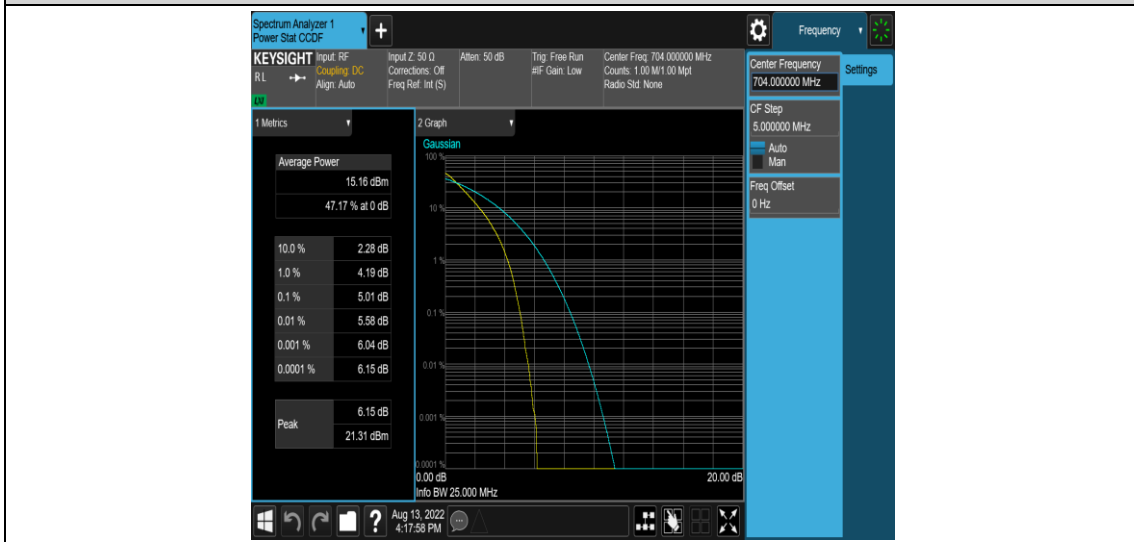 Spectrum Analyzer 1
Power Stat CCDF
+
Frequency
KEYSIGHT
RL
LXI
Input: RF
Coupling: DC
Align: Auto
Input Z: 50 Ω
Corrections: Off
Freq Ref: Int (S)
Atten: 50 dB
Trig: Free Run
#IF Gain: Low
Center Freq: 704.000000 MHz
Counts: 1.00 M/1.00 Mpt
Radio Std: None
Center Frequency
704.000000 MHz
Settings
CF Step
5.000000 MHz
Auto
Man
Freq Offset
0 Hz
1 Metrics
Average Power
15.16 dBm
47.17 % at 0 dB
10.0 % 2.28 dB
1.0 % 4.19 dB
0.1 % 5.01 dB
0.01 % 5.58 dB
0.001 % 6.04 dB
0.0001 % 6.15 dB
Peak
6.15 dB
21.31 dBm
2 Graph
Gaussian
100 %
10 %
1 %
0.1 %
0.01 %
0.001 %
0.0001 %
0.00 dB 20.00 dB
Info BW 25.000 MHz
?
Aug 13, 2022
4:17:58 PM